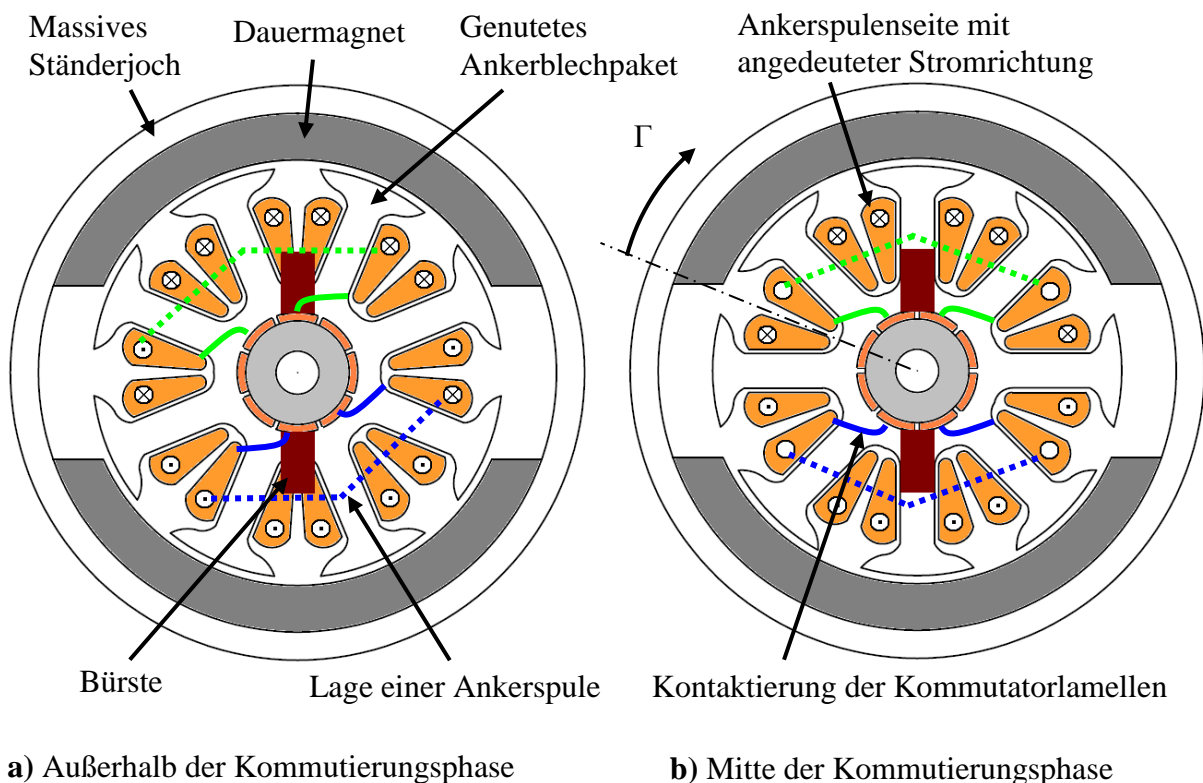 Massives
Ständerjoch
Dauermagnet
Genutetes
Ankerblechpaket
Ankerspulenseite mit
angedeuteter Stromrichtung
Γ
Bürste
Lage einer Ankerspule
Kontaktierung der Kommutatorlamellen
a) Außerhalb der Kommutierungsphase
b) Mitte der Kommutierungsphase